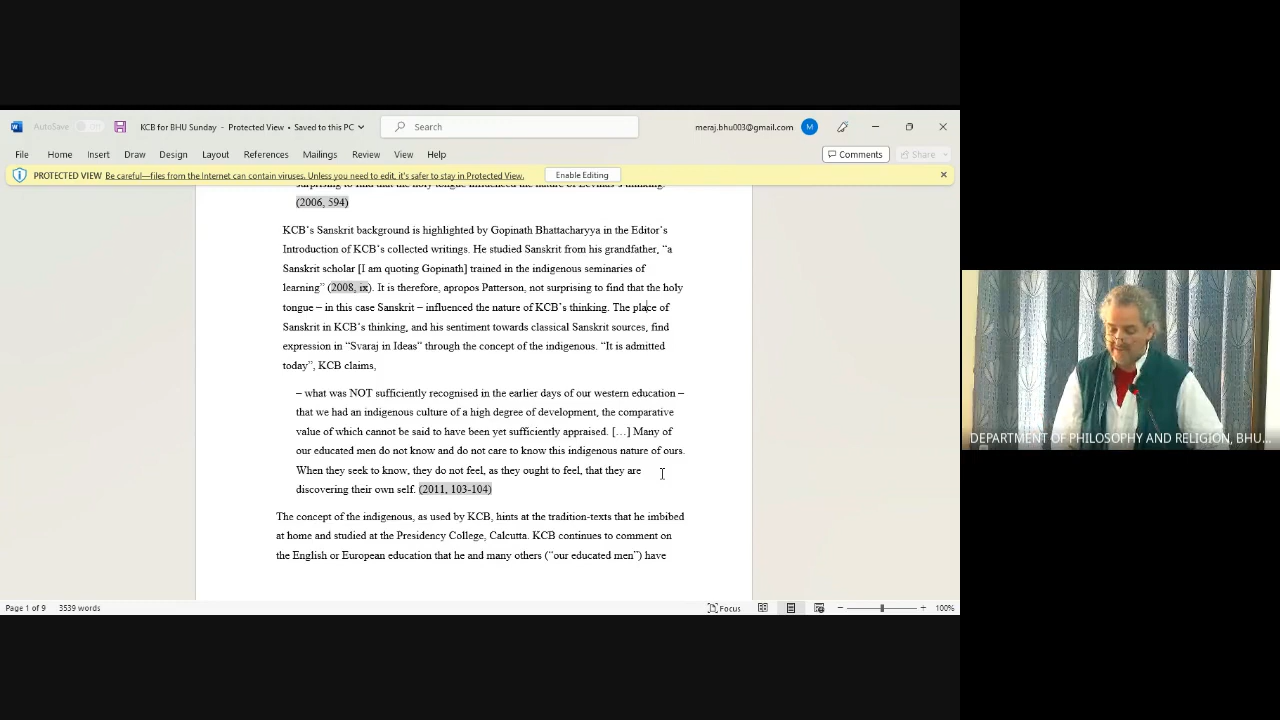 AutoSave
KCB for BHU Sunday - Protected View • Saved to this PC
Search
meraj.bhu003@gmail.com
M
File Home Insert Draw Design Layout References Mailings Review View Help
Comments
Share
PROTECTED VIEW Be careful—files from the Internet can contain viruses. Unless you need to edit, it's safer to stay in Protected View.
Enable Editing
surprising to find that the holy tongue influenced the nature of Levinas's thinking.
(2006, 594)
KCB's Sanskrit background is highlighted by Gopinath Bhattacharyya in the Editor's
Introduction of KCB's collected writings. He studied Sanskrit from his grandfather, “a
Sanskrit scholar [I am quoting Gopinath] trained in the indigenous seminaries of
learning” (2008, ix). It is therefore, apropos Patterson, not surprising to find that the holy
tongue – in this case Sanskrit – influenced the nature of KCB's thinking. The place of
Sanskrit in KCB's thinking, and his sentiment towards classical Sanskrit sources, find
expression in “Svaraj in Ideas” through the concept of the indigenous. “It is admitted
today”, KCB claims,
– what was NOT sufficiently recognised in the earlier days of our western education –
that we had an indigenous culture of a high degree of development, the comparative
value of which cannot be said to have been yet sufficiently appraised. […] Many of
our educated men do not know and do not care to know this indigenous nature of ours.
When they seek to know, they do not feel, as they ought to feel, that they are
discovering their own self. (2011, 103-104)
The concept of the indigenous, as used by KCB, hints at the tradition-texts that he imbibed
at home and studied at the Presidency College, Calcutta. KCB continues to comment on
the English or European education that he and many others (“our educated men”) have
Page 1 of 9 3539 words
Focus
100%
DEPARTMENT OF PHILOSOPHY AND RELIGION, BHU...